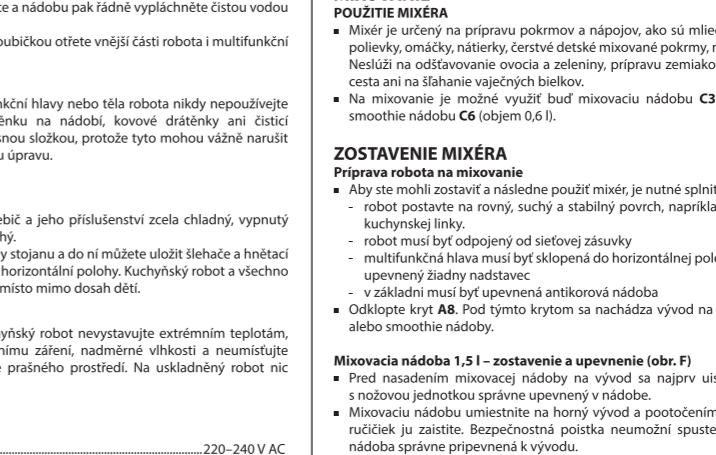 te a nádobu pak řádně vypláchněte čistou vodou
oubičkou otřete vnější části robota i multifunkční
nkční hlavy nebo těla robota nikdy nepoužívejte
ěnku na nádobí, kovové drátěnky ani čisticí
snou složkou, protože tyto mohou vážně narušit
u úpravu.
ebič a jeho příslušenství zcela chladný, vypnutý
hý.
y stojanu a do ní můžete uložit šlehače a hnětací
horizontální polohy. Kuchyňský robot a všechno
místo mimo dosah dětí.
yňský robot nevystavujte extrémním teplotám,
nímu záření, nadměrné vlhkosti a neumísťujte
e prašného prostředí. Na uskladněný robot nic
220–240 V AC
POUŽITIE MIXÉRA
▪ Mixér je určený na prípravu pokrmov a nápojov, ako sú mlie
polievky, omáčky, nátierky, čerstvé detské mixované pokrmy,
Neslúži na odšťavovanie ovocia a zeleniny, prípravu zemiako
cesta ani na šľahanie vaječných bielkov.
▪ Na mixovanie je možné využiť buď mixovaciu nádobu C3
smoothie nádobu C6 (objem 0,6 l).
ZOSTAVENIE MIXÉRA
Príprava robota na mixovanie
▪ Aby ste mohli zostaviť a následne použiť mixér, je nutné splniť
- robot postavte na rovný, suchý a stabilný povrch, napríkla
kuchynskej linky.
- robot musí byť odpojený od sieťovej zásuvky
- multifunkčná hlava musí byť sklopená do horizontálnej pol
upevnený žiadny nadstavec
- v základni musí byť upevnená antikorová nádoba
▪ Odklopte kryt A8. Pod týmto krytom sa nachádza vývod na
alebo smoothie nádoby.
Mixovacia nádoba 1,5 l – zostavenie a upevnenie (obr. F)
▪ Pred nasadením mixovacej nádoby na vývod sa najprv uis
s nožovou jednotkou správne upevnený v nádobe.
▪ Mixovaciu nádobu umiestnite na horný vývod a pootočením
ručičiek ju zaistite. Bezpečnostná poistka neumožní spuste
nádoba správne pripevnená k vývodu.